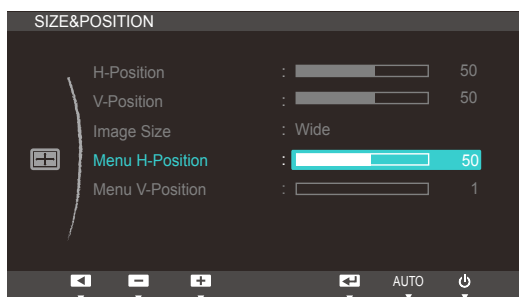 SIZE&POSITION
H-Position : 50
V-Position : 50
Image Size : Wide
Menu H-Position : 50
Menu V-Position : 1
AUTO